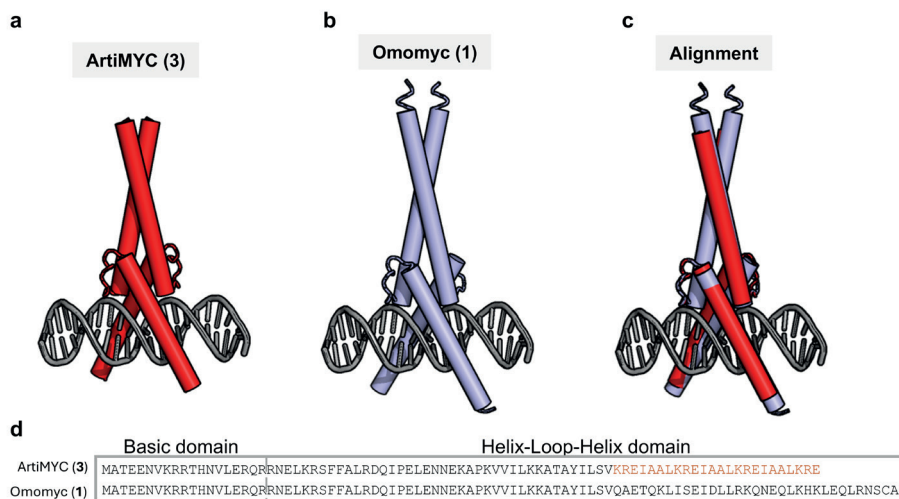 a
b
c
ArtiMYC (3)
Omomyc (1)
Alignment
d
Basic domain
Helix-Loop-Helix domain
ArtiMYC (3) MATEENVKRRTHNVLERQRRNELKRSFFALRDQIPELENNEKAPKVVILKKATAYILSVKREIAALKREIAALKREIAALKRE
Omomyc (1) MATEENVKRRTHNVLERQRRNELKRSFFALRDQIPELENNEKAPKVVILKKATAYILSVQAETQKLISEIDLLRKQNEQLKHKLEQLRNSCA